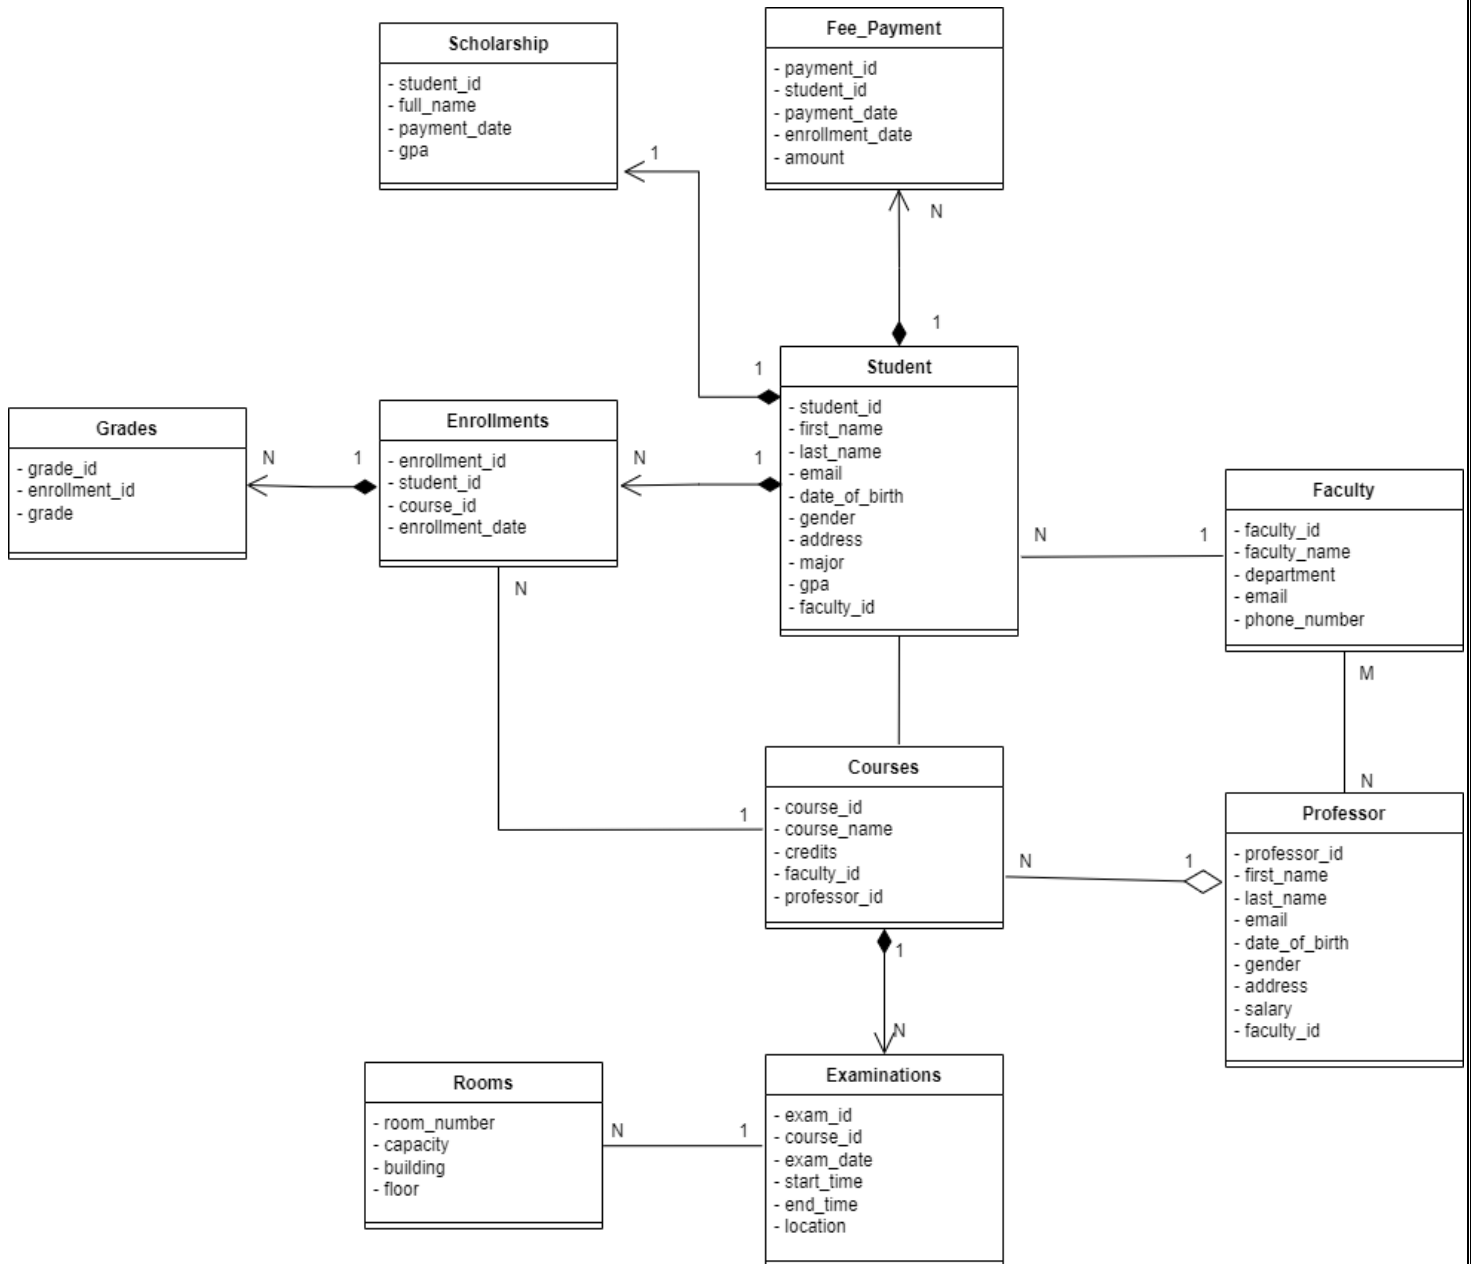 Scholarship
- student_id
- full_name
- payment_date
- gpa
1
Fee_Payment
- payment_id
- student_id
- payment_date
- enrollment_date
- amount
N
1
1
Student
- student_id
- first_name
- last_name
- email
- date_of_birth
- gender
- address
- major
- gpa
- faculty_id
Grades
- grade_id
- enrollment_id
- grade
N
1
Enrollments
- enrollment_id
- student_id
- course_id
- enrollment_date
N
1
N
N
1
Faculty
- faculty_id
- faculty_name
- department
- email
- phone_number
M
N
Courses
- course_id
- course_name
- credits
- faculty_id
- professor_id
1
N
1
Professor
- professor_id
- first_name
- last_name
- email
- date_of_birth
- gender
- address
- salary
- faculty_id
1
N
Rooms
- room_number
- capacity
- building
- floor
N
1
Examinations
- exam_id
- course_id
- exam_date
- start_time
- end_time
- location